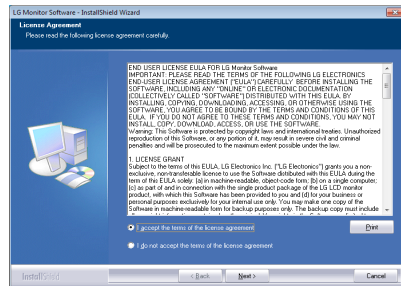 LG Monitor Software - InstallShield Wizard
License Agreement
Please read the following license agreement carefully.
END USER LICENSE EULA FOR LG Monitor Software
IMPORTANT: PLEASE READ THE TERMS OF THE FOLLOWING LG ELECTRONICS
END-USER LICENSE AGREEMENT ("EULA") CAREFULLY BEFORE INSTALLING THE
SOFTWARE, INCLUDING ANY "ONLINE" OR ELECTRONIC DOCUMENTATION
(COLLECTIVELY CALLED "SOFTWARE") DISTRIBUTED WITH THIS EULA. BY
INSTALLING, COPYING, DOWNLOADING, ACCESSING, OR OTHERWISE USING THE
SOFTWARE, YOU AGREE TO BE BOUND BY THE TERMS AND CONDITIONS OF THIS
EULA. IF YOU DO NOT AGREE TO THESE TERMS AND CONDITIONS, YOU MAY NOT
INSTALL, COPY, DOWNLOAD, ACCESS, OR USE THE SOFTWARE.
Warning: This Software is protected by copyright laws and international treaties. Unauthorized
reproduction of this Software, or any portion of it, may result in severe civil and criminal
penalties and will be prosecuted to the maximum extent possible under the law.
1. LICENSE GRANT
Subject to the terms of this EULA, LG Electronics Inc. ("LG Electronics") grants you a non-
exclusive, non-transferable license to use the Software distributed with this EULA during the
term of this EULA solely: (a) in machine-readable, object-code form; (b) on a single computer;
(c) as part of and in connection with the single product package of the LG LCD monitor
product, with which this Software has been provided to you and (d) for your business or
personal purposes exclusively for your internal use only. You may make one copy of the
Software in machine-readable form for backup purposes only. The backup copy must include
I accept the terms of the license agreement
Print
I do not accept the terms of the license agreement
InstallShield
< Back
Next >
Cancel